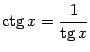 ctg x = 1 / tg x